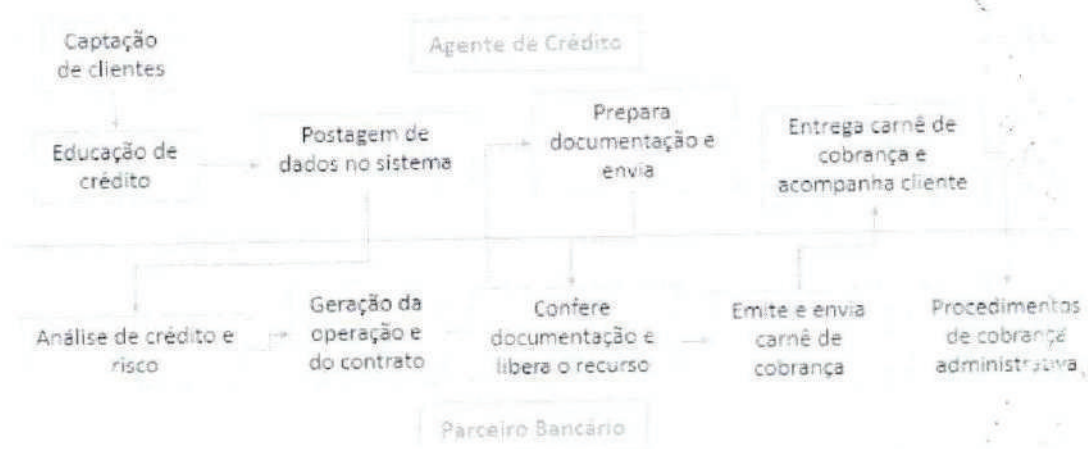 Captação
de clientes
Agente de Crédito
Educação de
crédito
Postagem de
dados no sistema
Prepara
documentação e
envia
Entrega carnê de
cobrança e
acompanha cliente
Análise de crédito e
risco
Geração da
operação e
do contrato
Confere
documentação e
libera o recurso
Emite e envia
carnê de
cobrança
Procedimentos
de cobrança
administrativa
Parceiro Bancário